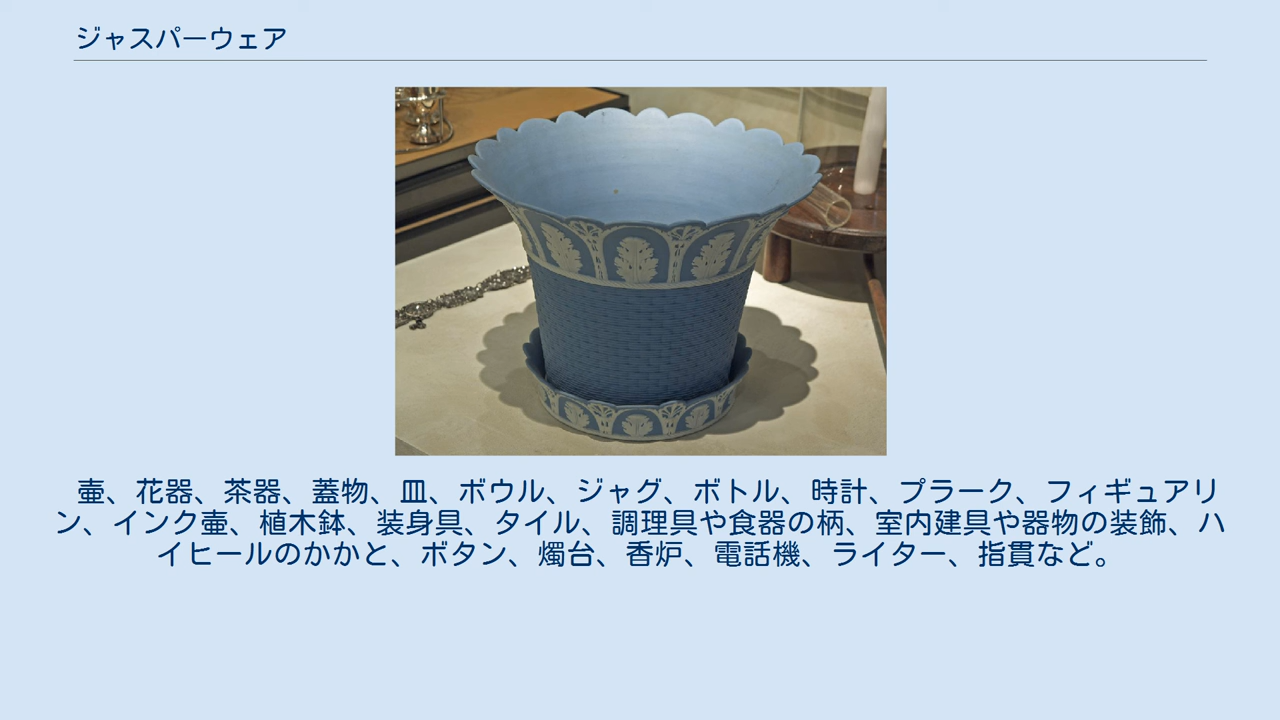 ジャスパーウェア
壷、花器、茶器、蓋物、皿、ボウル、ジャグ、ボトル、時計、プラーク、フィギュアリ
ン、インク壷、植木鉢、装身具、タイル、調理具や食器の柄、室内建具や器物の装飾、ハ
イヒールのかかと、ボタン、燭台、香炉、電話機、ライター、指貫など。